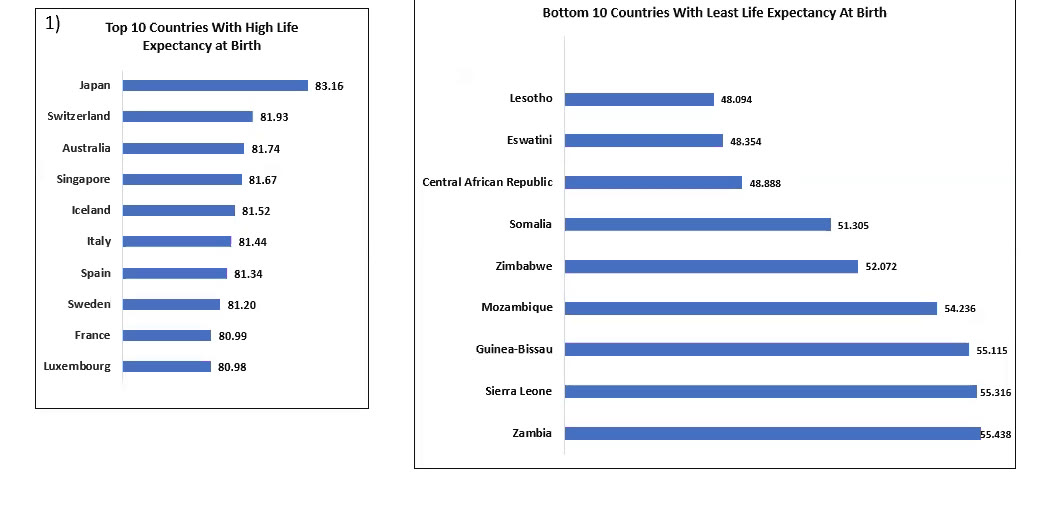 1)
Top 10 Countries With High Life
Expectancy at Birth
Japan 83.16
Switzerland 81.93
Australia 81.74
Singapore 81.67
Iceland 81.52
Italy 81.44
Spain 81.34
Sweden 81.20
France 80.99
Luxembourg 80.98
Bottom 10 Countries With Least Life Expectancy At Birth
Lesotho 48.094
Eswatini 48.354
Central African Republic 48.888
Somalia 51.305
Zimbabwe 52.072
Mozambique 54.236
Guinea-Bissau 55.115
Sierra Leone 55.316
Zambia 55.438